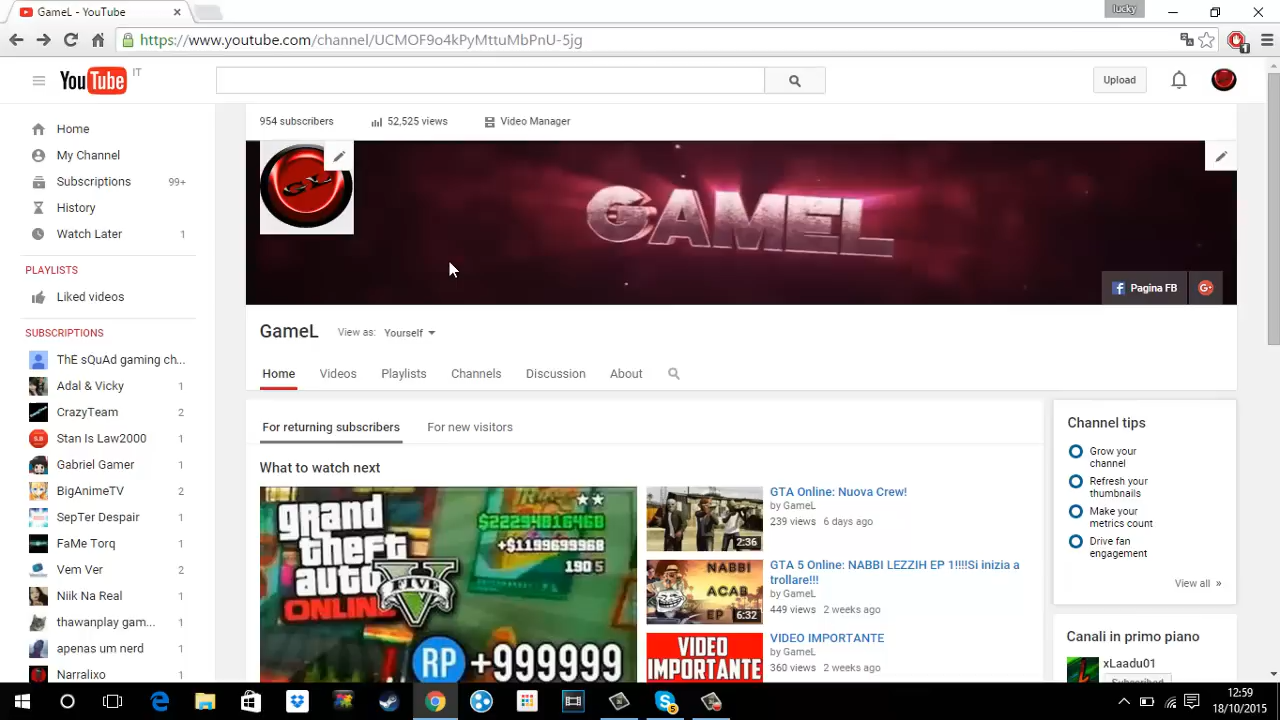 GameL - YouTube
lucky
https://www.youtube.com/channel/UCMOF9o4kPyMttuMbPnU-5jg
YouTube IT
Upload
Home
My Channel
Subscriptions 99+
History
Watch Later 1
PLAYLISTS
Liked videos
SUBSCRIPTIONS
ThE sQuAd gaming ch...
Adal & Vicky 1
CrazyTeam 2
Stan Is Law2000 1
Gabriel Gamer 1
BigAnimeTV 2
SepTer Despair 1
FaMe Torq 1
Vem Ver 2
Niik Na Real 1
thawanplay gam... 1
apenas um nerd 1
Narralixo
954 subscribers 52,525 views Video Manager
GL
GAMEL
Pagina FB
GameL View as: Yourself
Home Videos Playlists Channels Discussion About
For returning subscribers For new visitors
What to watch next
grand
theft
auto V
FIVE
ONLINE
+$1199699968
190 5
RP +999999
2:36
GTA Online: Nuova Crew!
by GameL
239 views 6 days ago
NABBI
ACAB
EP
6:32
GTA 5 Online: NABBI LEZZIH EP 1!!!!Si inizia a
trollare!!!
by GameL
449 views 2 weeks ago
VIDEO
IMPORTANTE
VIDEO IMPORTANTE
by GameL
360 views 2 weeks ago
Channel tips
Grow your
channel
Refresh your
thumbnails
Make your
metrics count
Drive fan
engagement
View all »
Canali in primo piano
xLaadu01
Subscribed
12:59
18/10/2015